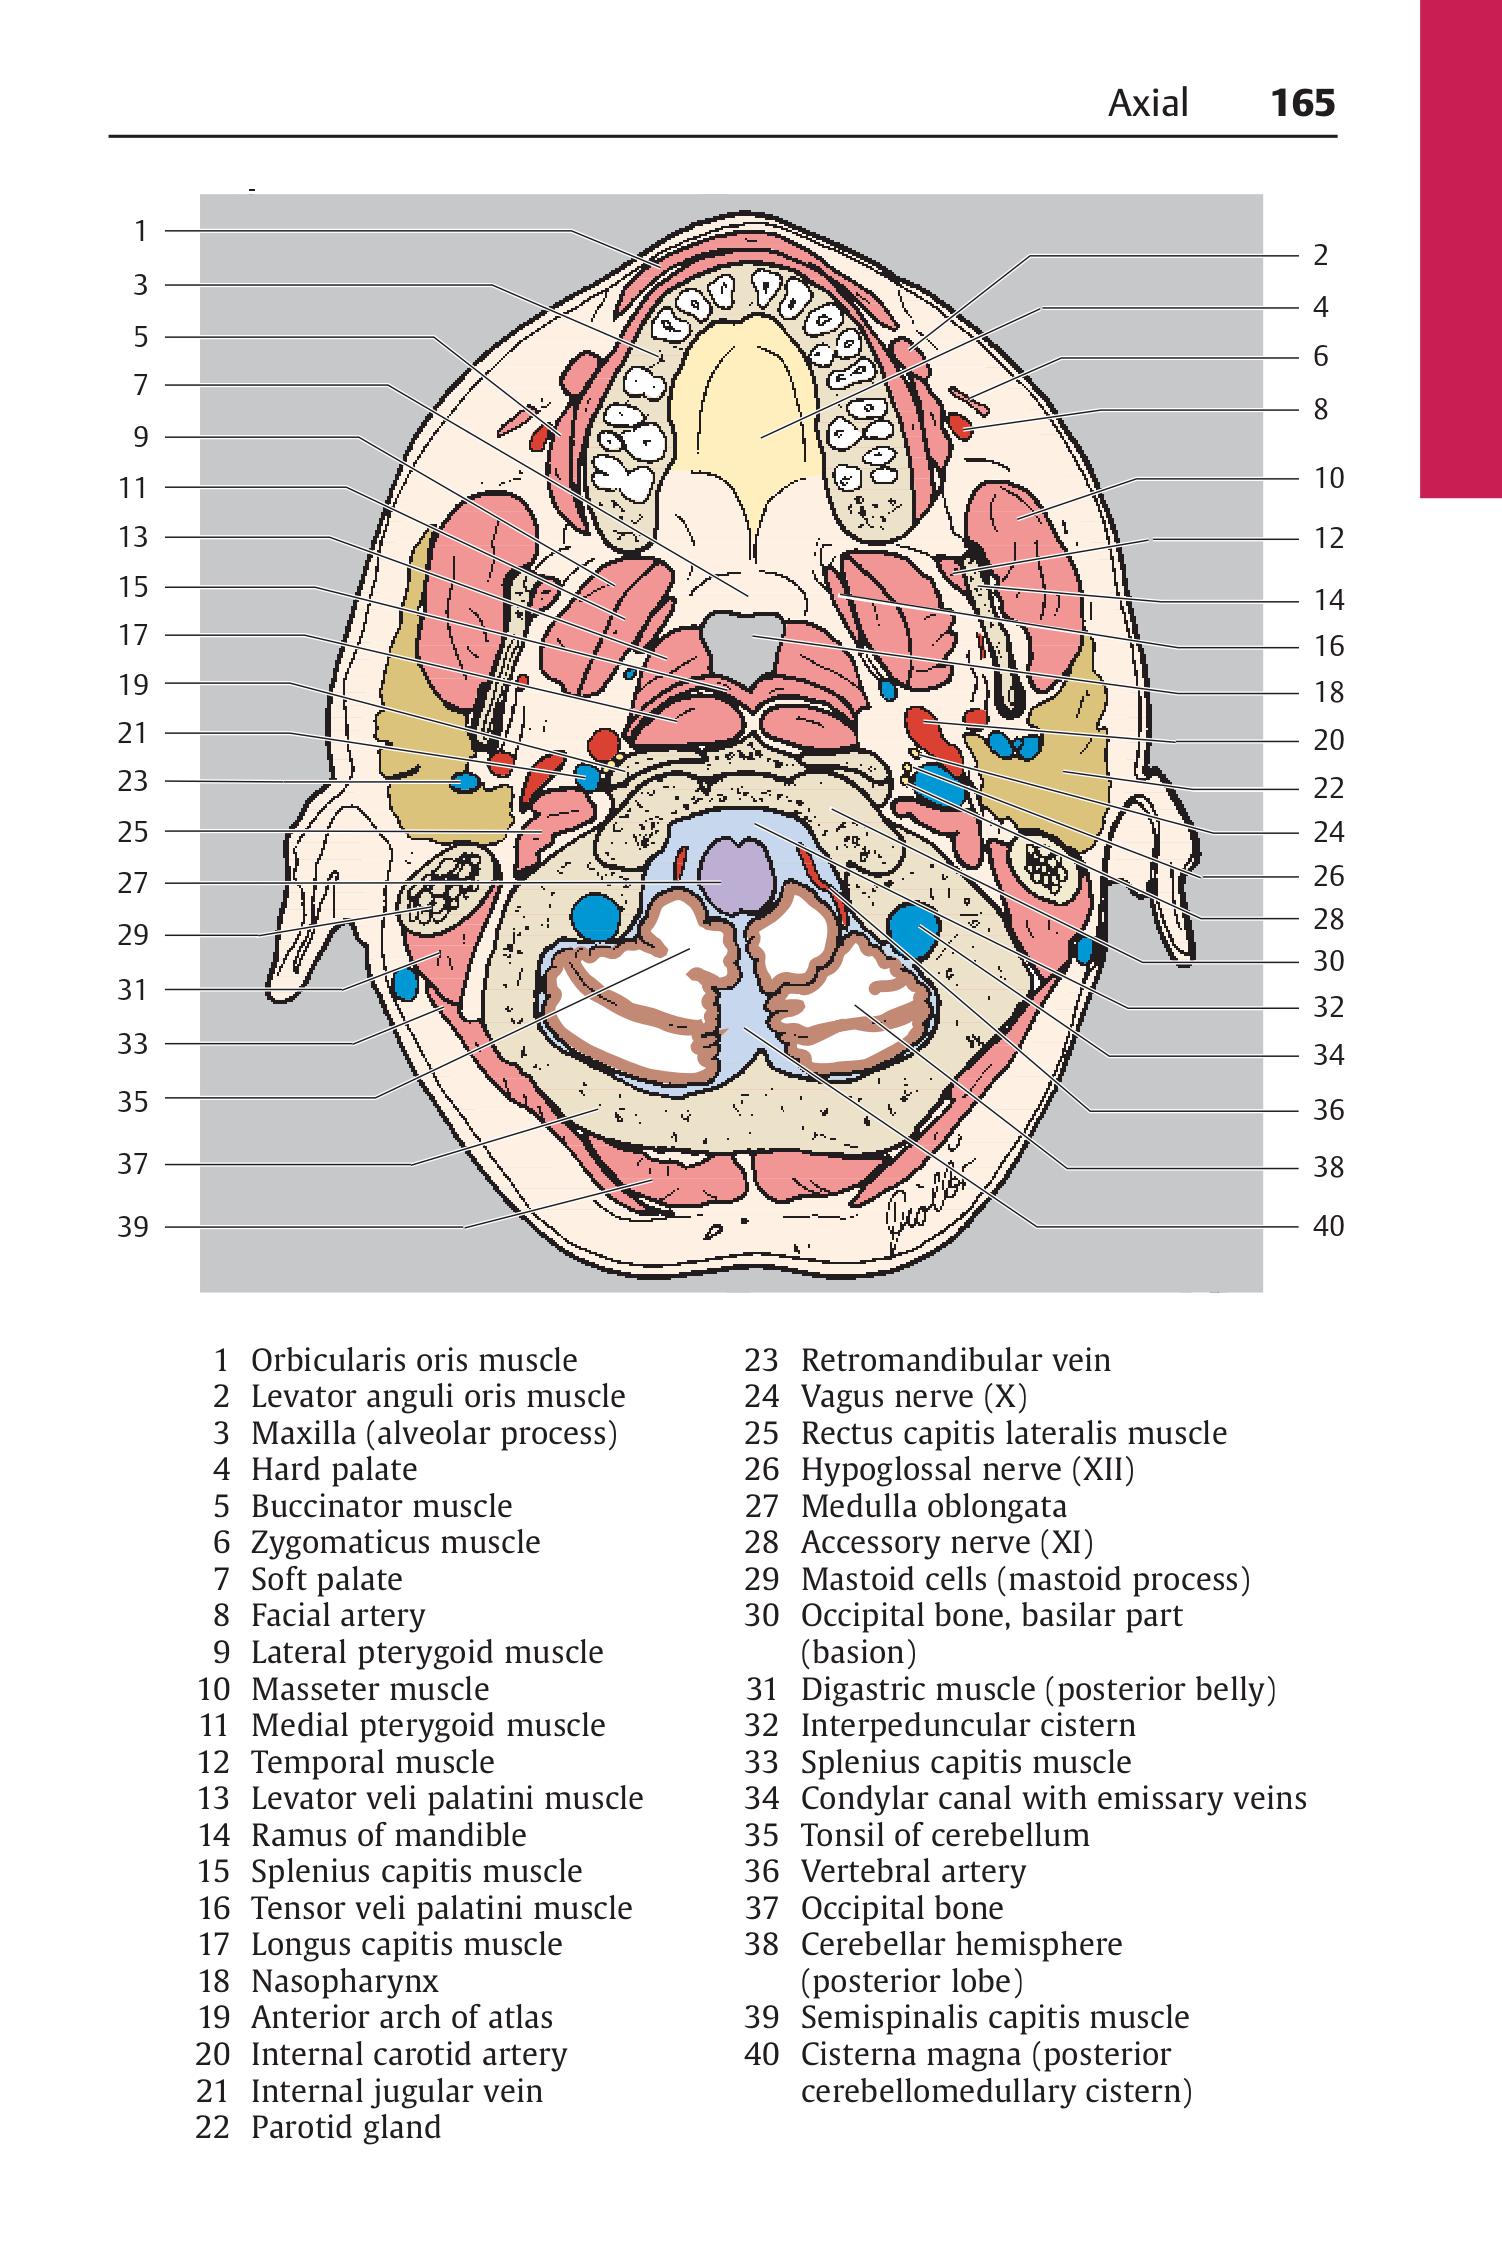 Axial 165
1
2
3
4
5
6
7
8
9
10
11
12
13
14
15
16
17
18
19
20
21
22
23
24
25
26
27
28
29
30
31
32
33
34
35
36
37
38
39
40
1 Orbicularis oris muscle
2 Levator anguli oris muscle
3 Maxilla (alveolar process)
4 Hard palate
5 Buccinator muscle
6 Zygomaticus muscle
7 Soft palate
8 Facial artery
9 Lateral pterygoid muscle
10 Masseter muscle
11 Medial pterygoid muscle
12 Temporal muscle
13 Levator veli palatini muscle
14 Ramus of mandible
15 Splenius capitis muscle
16 Tensor veli palatini muscle
17 Longus capitis muscle
18 Nasopharynx
19 Anterior arch of atlas
20 Internal carotid artery
21 Internal jugular vein
22 Parotid gland
23 Retromandibular vein
24 Vagus nerve (X)
25 Rectus capitis lateralis muscle
26 Hypoglossal nerve (XII)
27 Medulla oblongata
28 Accessory nerve (XI)
29 Mastoid cells (mastoid process)
30 Occipital bone, basilar part
(basion)
31 Digastric muscle (posterior belly)
32 Interpeduncular cistern
33 Splenius capitis muscle
34 Condylar canal with emissary veins
35 Tonsil of cerebellum
36 Vertebral artery
37 Occipital bone
38 Cerebellar hemisphere
(posterior lobe)
39 Semispinalis capitis muscle
40 Cisterna magna (posterior
cerebellomedullary cistern)